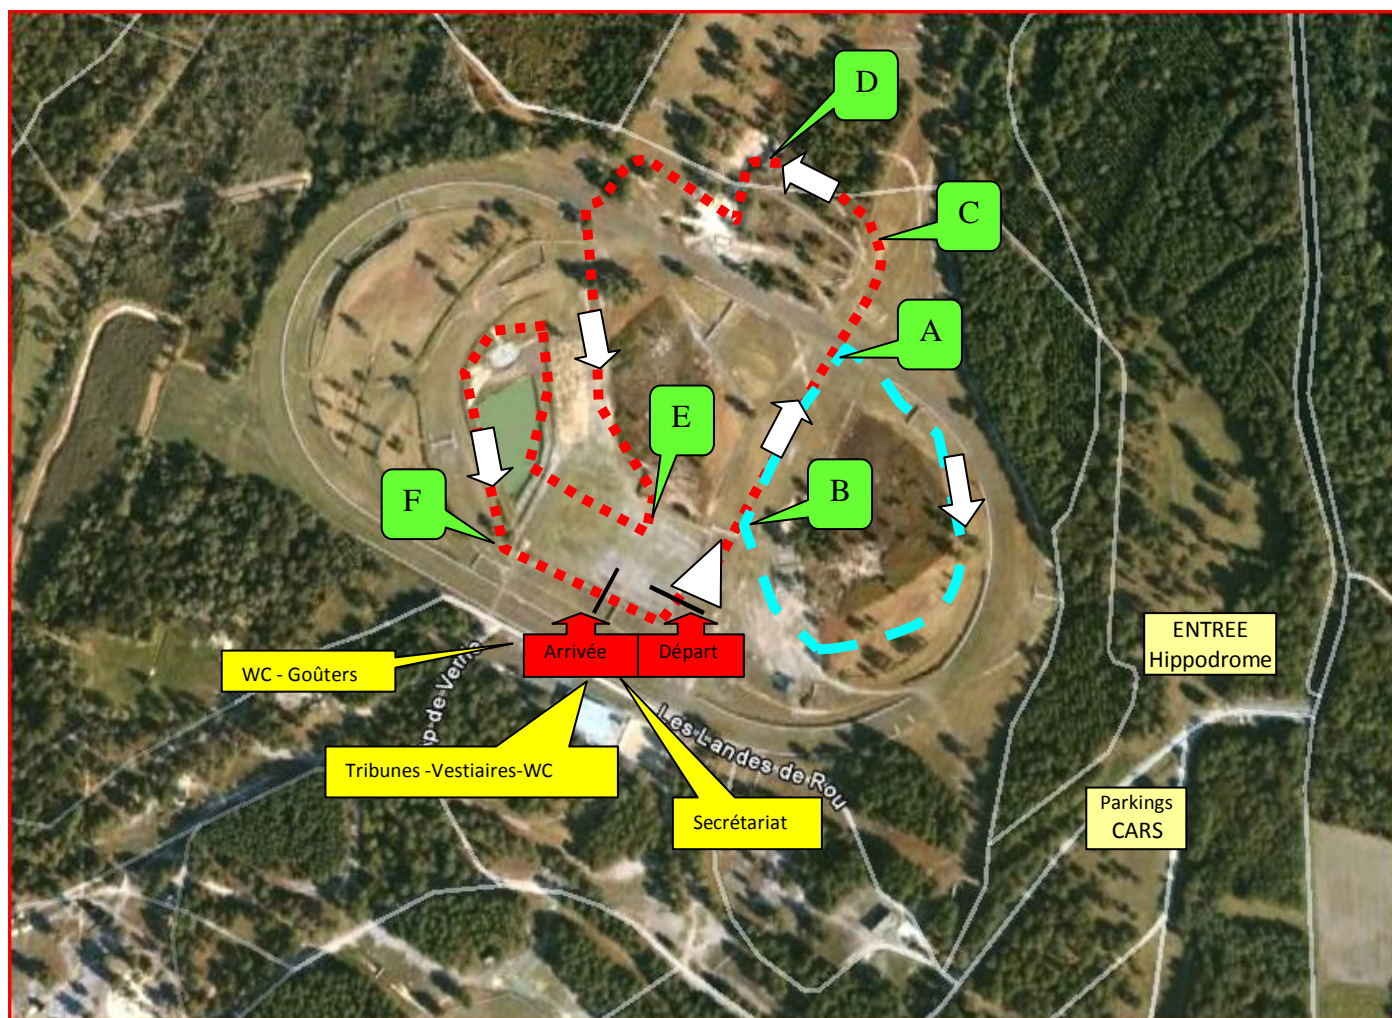 D
C
A
E
B
F
ENTREE
Hippodrome
Arrivée
Départ
WC - Goûters
Les Landes de Rou
Tribunes -Vestiaires-WC
Parkings
CARS
Secrétariat